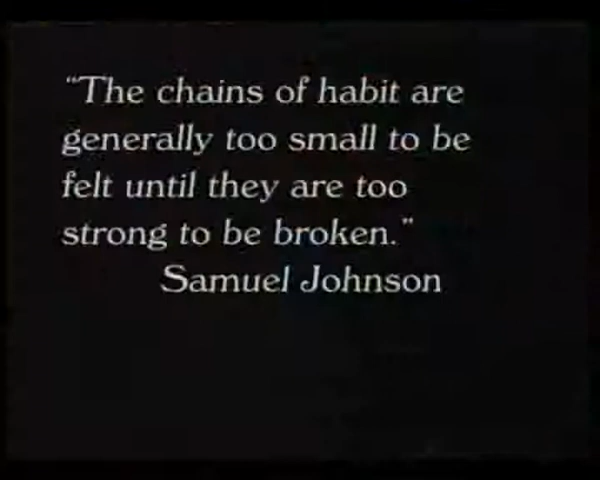 “The chains of habit are
generally too small to be
felt until they are too
strong to be broken.”
Samuel Johnson